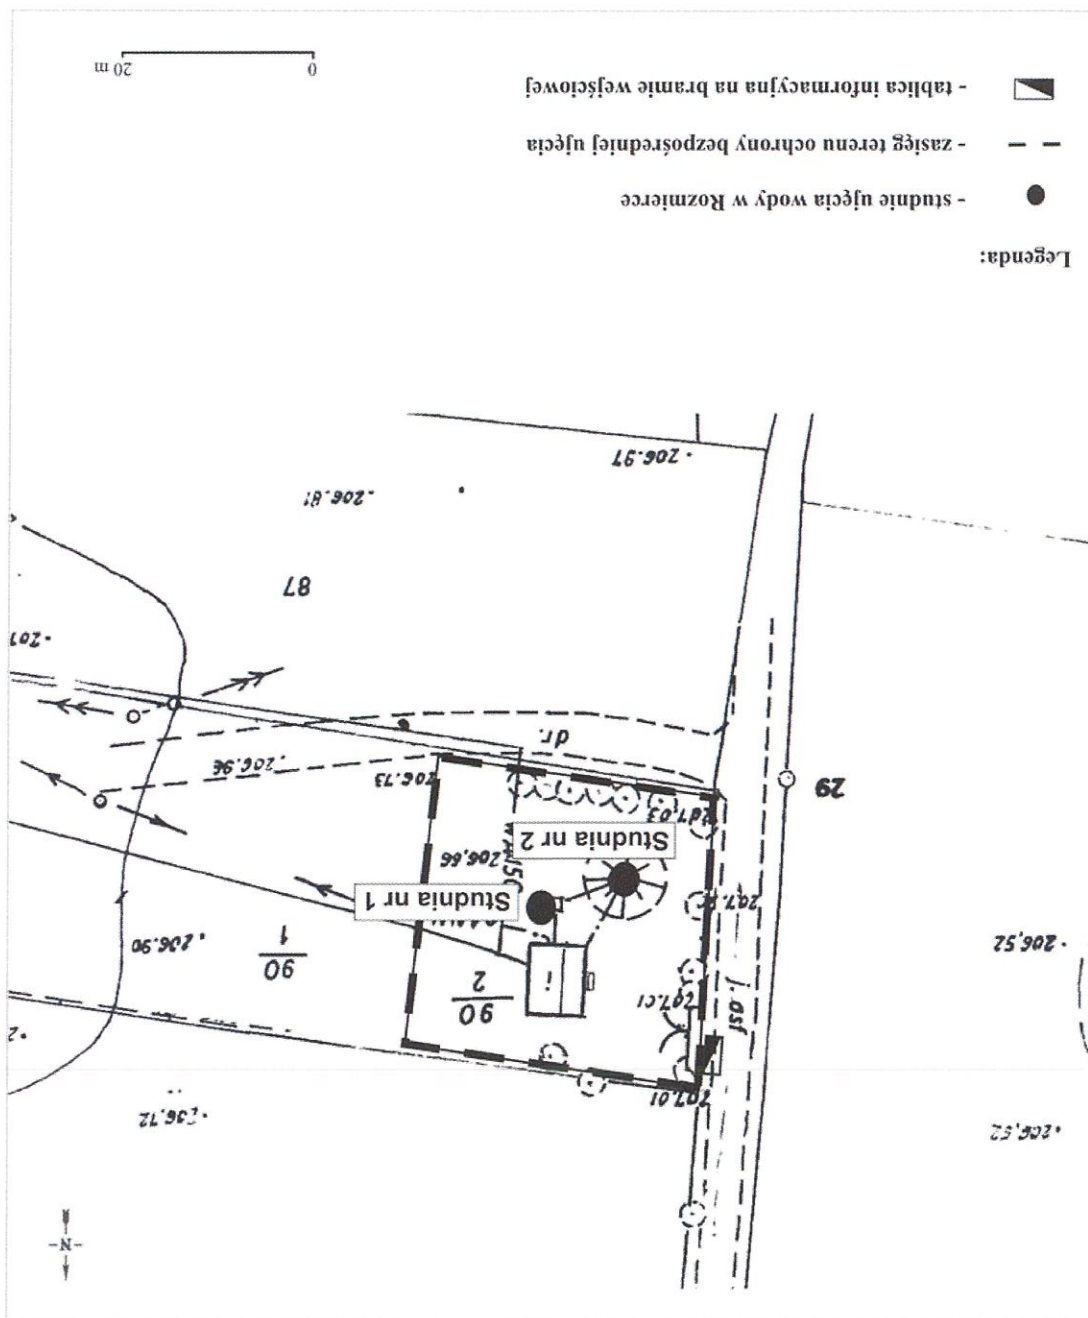 -N-
206.72
207.01
j. asf
207.01
i
90
2
90
1
206,52
206.90
Studnia nr 1
206,66
Studnia nr 2
207.03
29
206.73
206.96
dr.
87
206.81
206.97
Legenda:
- studnie ujęcia wody w Rozmierce
- zasięg terenu ochrony bezpośredniej ujęcia
- tablica informacyjna na bramie wejściowej
0 20 m